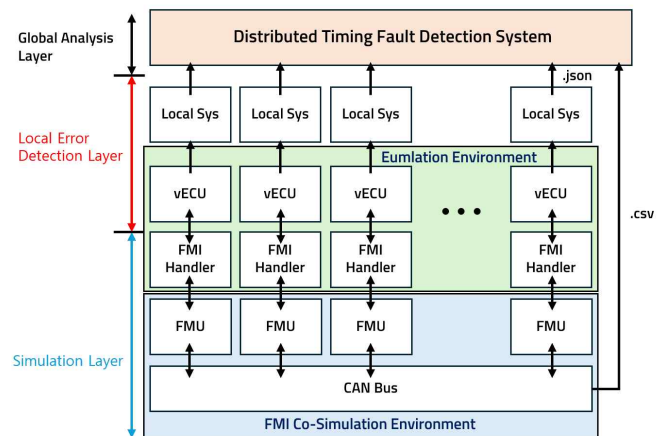 Global Analysis
Layer
Distributed Timing Fault Detection System
.json
Local Error
Detection Layer
Local Sys
Local Sys
Local Sys
Local Sys
Eumlation Environment
vECU
vECU
vECU
• • •
vECU
.csv
FMI
Handler
FMI
Handler
FMI
Handler
FMI
Handler
Simulation Layer
FMU
FMU
FMU
FMU
CAN Bus
FMI Co-Simulation Environment